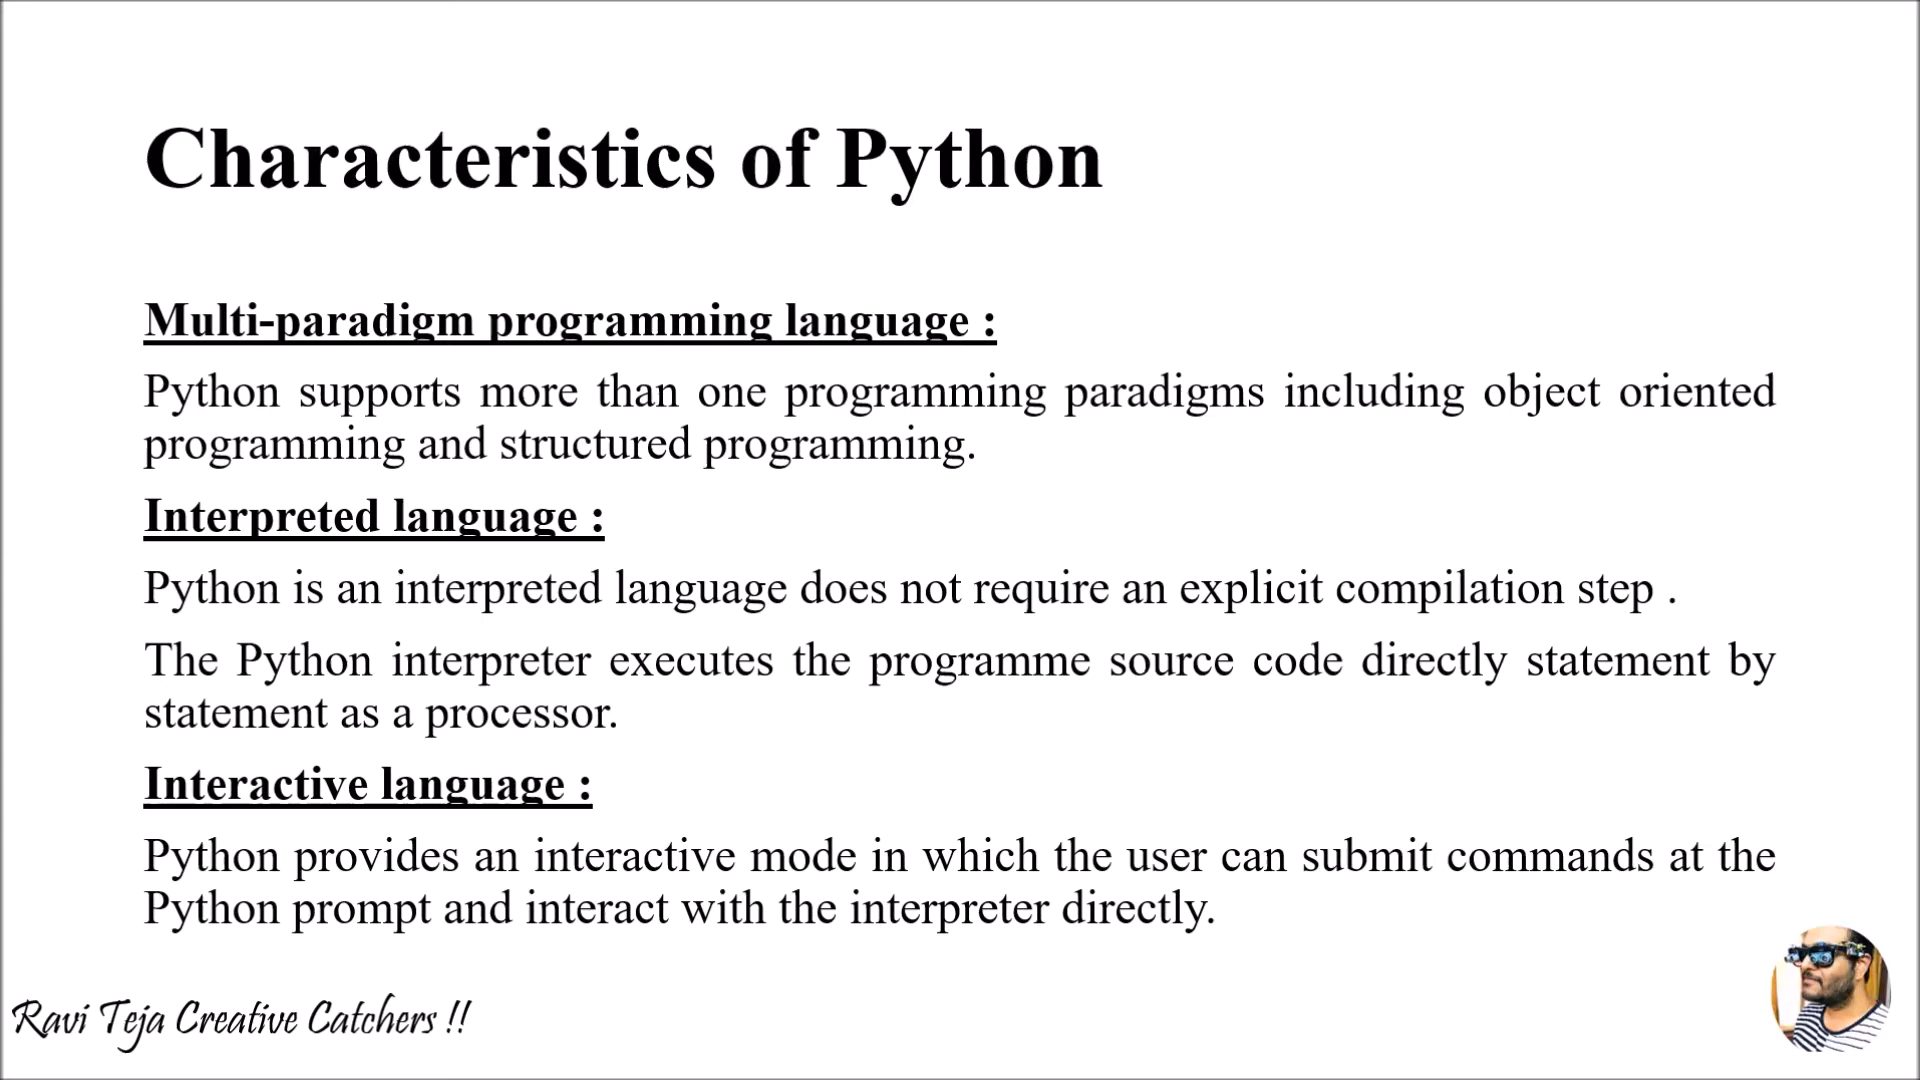 Characteristics of Python
Multi-paradigm programming language :
Python supports more than one programming paradigms including object oriented
programming and structured programming.
Interpreted language :
Python is an interpreted language does not require an explicit compilation step .
The Python interpreter executes the programme source code directly statement by
statement as a processor.
Interactive language :
Python provides an interactive mode in which the user can submit commands at the
Python prompt and interact with the interpreter directly.
Ravi Teja Creative Catchers !!